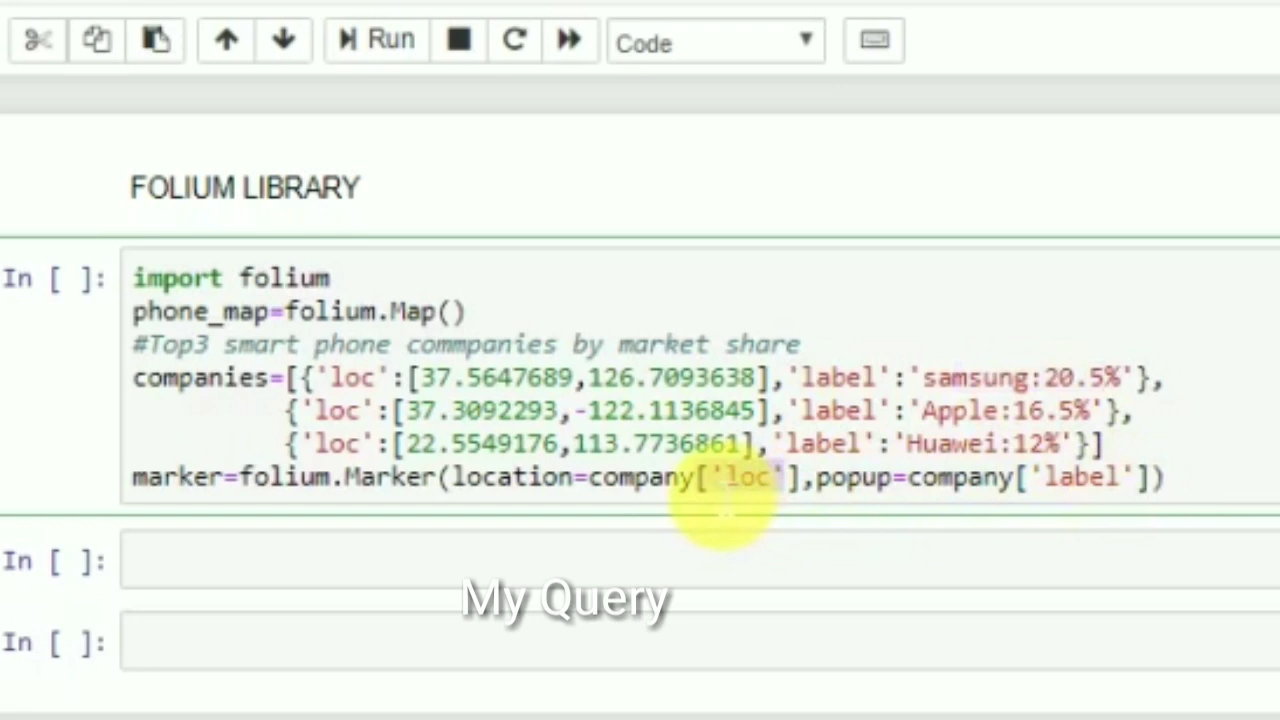 Run Code
FOLIUM LIBRARY
In [ ]:
import folium
phone_map=folium.Map()
#Top3 smart phone commpanies by market share
companies=[{'loc':[37.5647689,126.7093638],'label':'samsung:20.5%'},
{'loc':[37.3092293,-122.1136845],'label':'Apple:16.5%'},
{'loc':[22.5549176,113.7736861],'label':'Huawei:12%'}]
marker=folium.Marker(location=company['loc'],popup=company['label'])
In [ ]:
My Query
In [ ]: